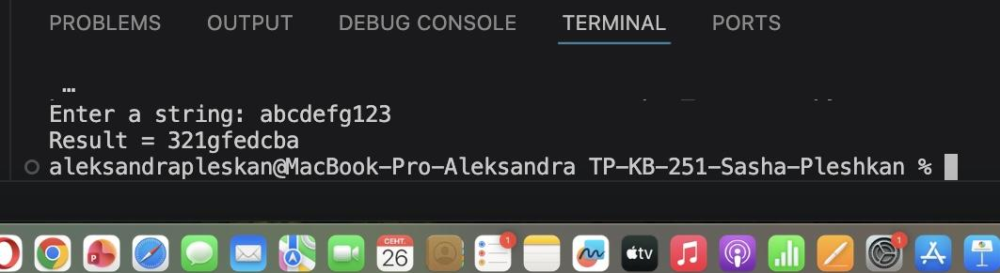 PROBLEMS OUTPUT DEBUG CONSOLE TERMINAL PORTS
…
Enter a string: abcdefg123
Result = 321gfedcba
aleksandrapleskan@MacBook-Pro-Aleksandra TP-KB-251-Sasha-Pleshkan %
СЕНТ.
26
1
tv
1